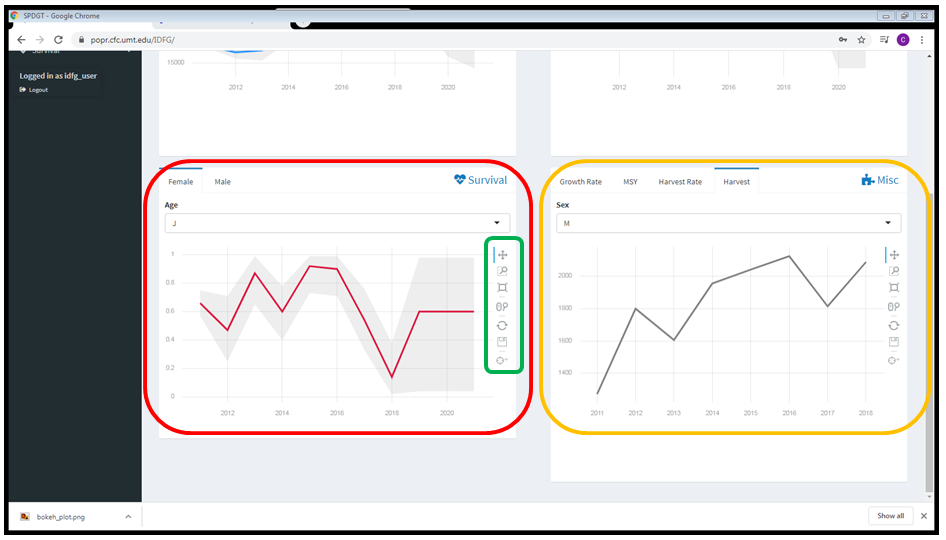 SPDGT - Google Chrome
popr.cfc.umt.edu/IDFG/
C
Survival
Logged in as idfg_user
Logout
15000
2012 2014 2016 2018 2020
2012 2014 2016 2018 2020
Female Male Survival
Age
J
1
0.8
0.6
0.4
0.2
0
2012 2014 2016 2018 2020
Growth Rate MSY Harvest Rate Harvest Misc
Sex
M
2000
1800
1600
1400
2011 2012 2013 2014 2015 2016 2017 2018
bokeh_plot.png
Show all